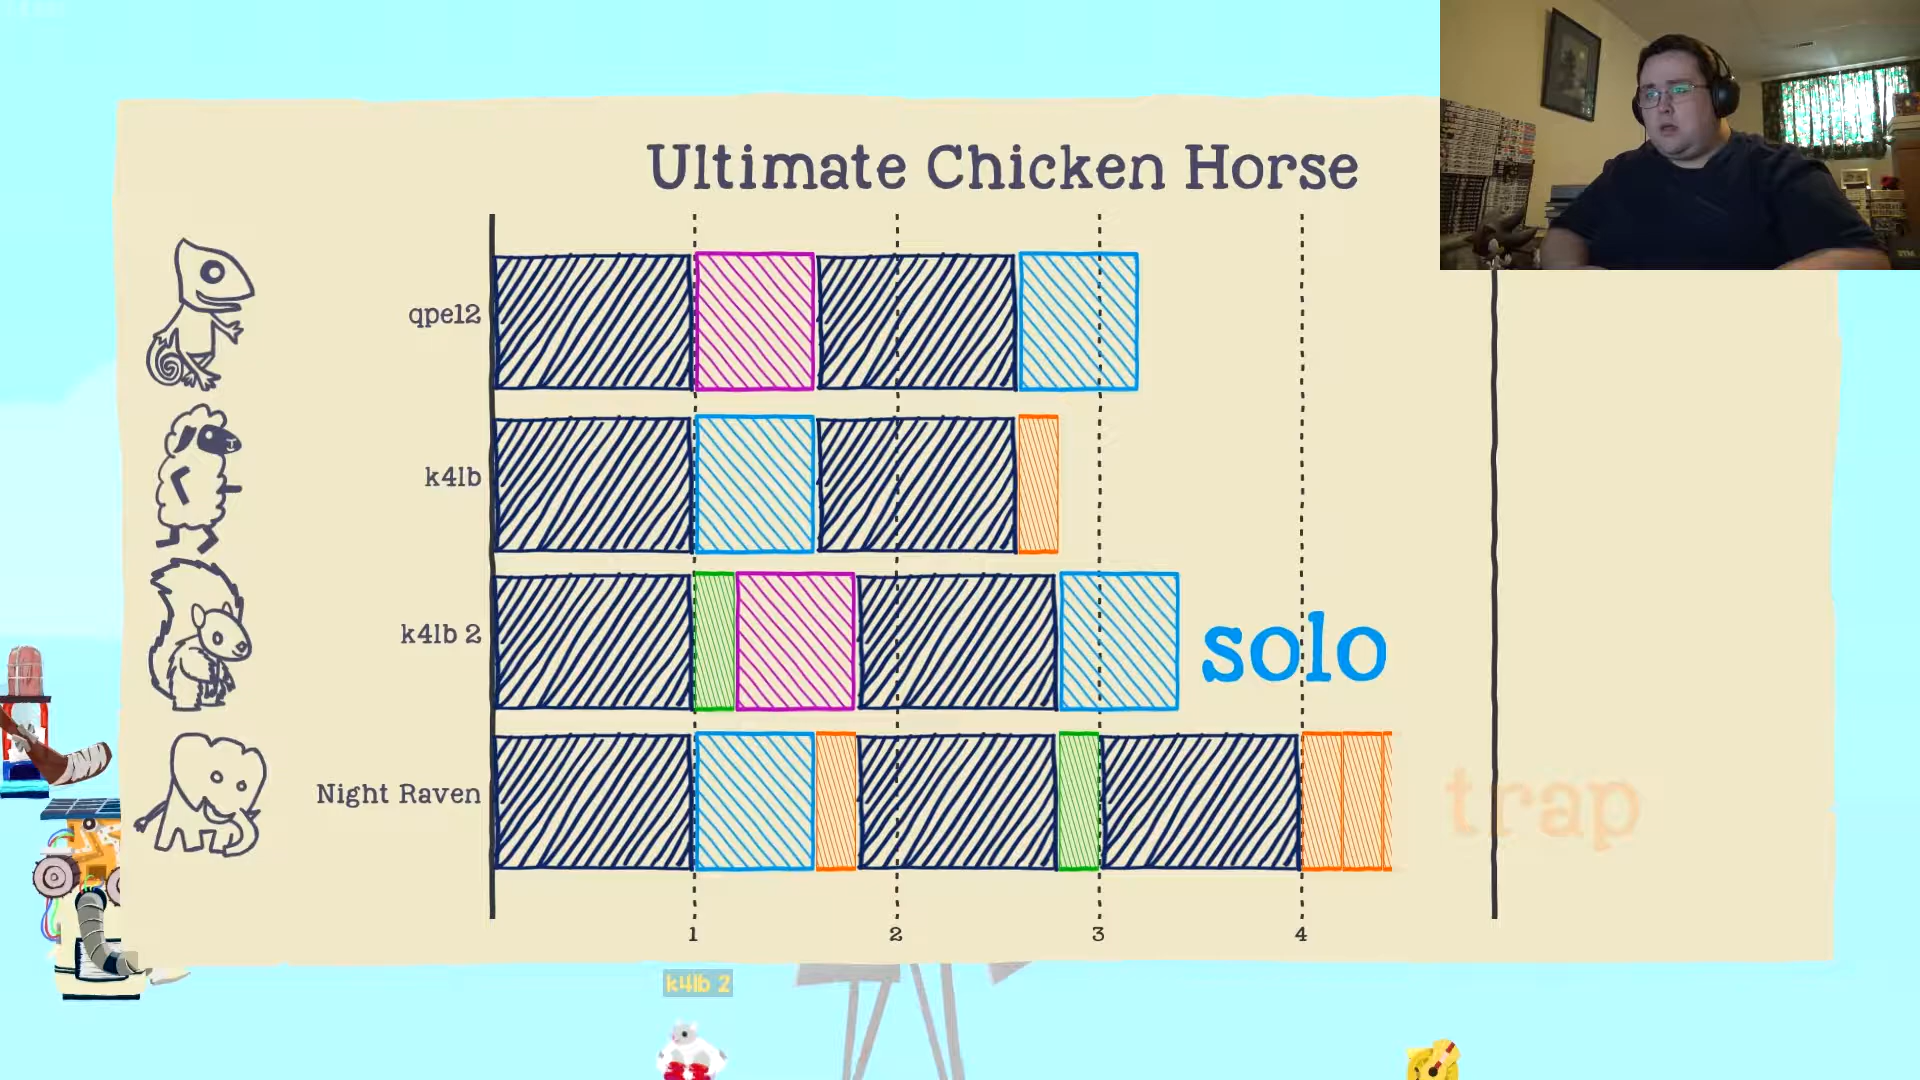 Ultimate Chicken Horse
qpe12
k4lb
k4lb 2
solo
Night Raven
trap
1 2 3 4
k4lb 2